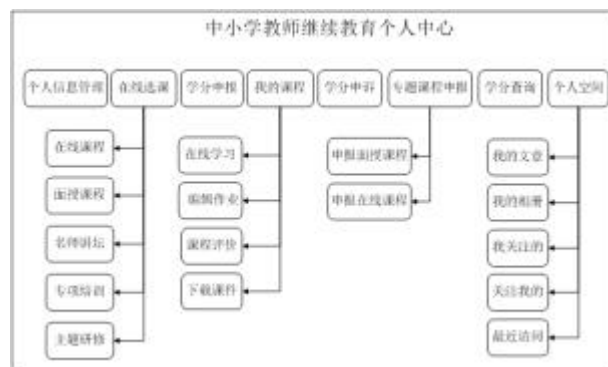 中小学教师继续教育个人中心
个人信息管理 在线选课 学分申报 我的课程 学分申诉 专题课程申报 学分查询 个人空间
在线课程 在线学习 申报面授课程 我的文章
面授课程 编辑作业 申报在线课程 我的相册
名师讲坛 课程评价 我关注的
专项培训 下载课件 关注我的
主题研修 最近访问